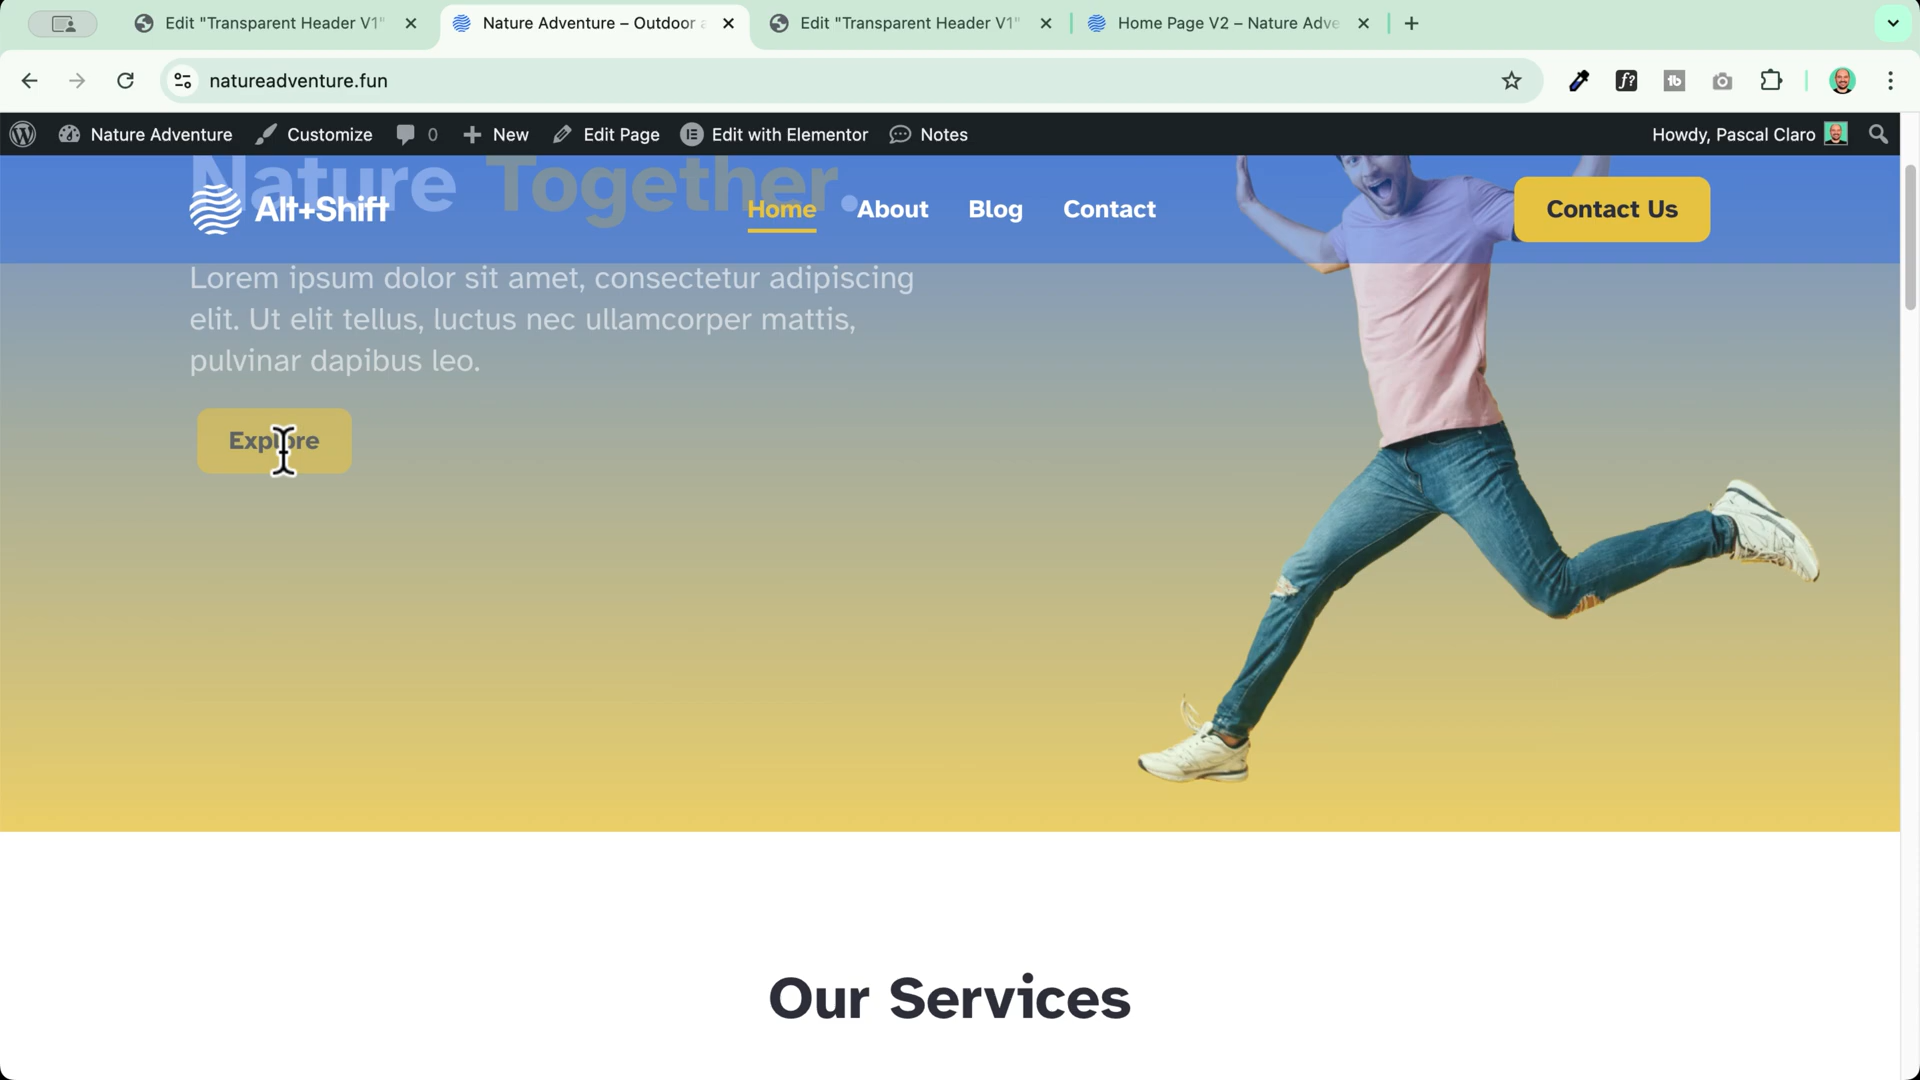 Edit "Transparent Header V1"
Nature Adventure – Outdoor a
Edit "Transparent Header V1"
Home Page V2 – Nature Adve
natureadventure.fun
f?
1b
Nature Adventure
Customize
0
New
Edit Page
Edit with Elementor
Notes
Howdy, Pascal Claro
Nature Together.
Alt+Shift
Home
About
Blog
Contact
Contact Us
Lorem ipsum dolor sit amet, consectetur adipiscing
elit. Ut elit tellus, luctus nec ullamcorper mattis,
pulvinar dapibus leo.
Explore
Our Services